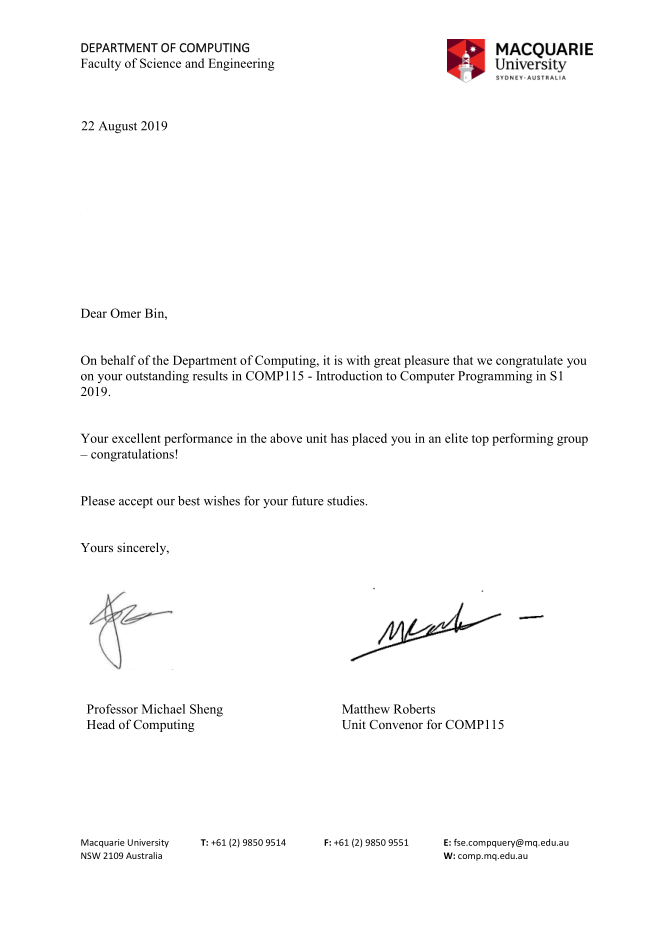 DEPARTMENT OF COMPUTING
Faculty of Science and Engineering
MACQUARIE
University
SYDNEY·AUSTRALIA
22 August 2019
Dear Omer Bin,
On behalf of the Department of Computing, it is with great pleasure that we congratulate you
on your outstanding results in COMP115 - Introduction to Computer Programming in S1
2019.
Your excellent performance in the above unit has placed you in an elite top performing group
– congratulations!
Please accept our best wishes for your future studies.
Yours sincerely,
Professor Michael Sheng
Head of Computing
Matthew Roberts
Unit Convenor for COMP115
Macquarie University
NSW 2109 Australia
T: +61 (2) 9850 9514
F: +61 (2) 9850 9551
E: fse.compquery@mq.edu.au
W: comp.mq.edu.au